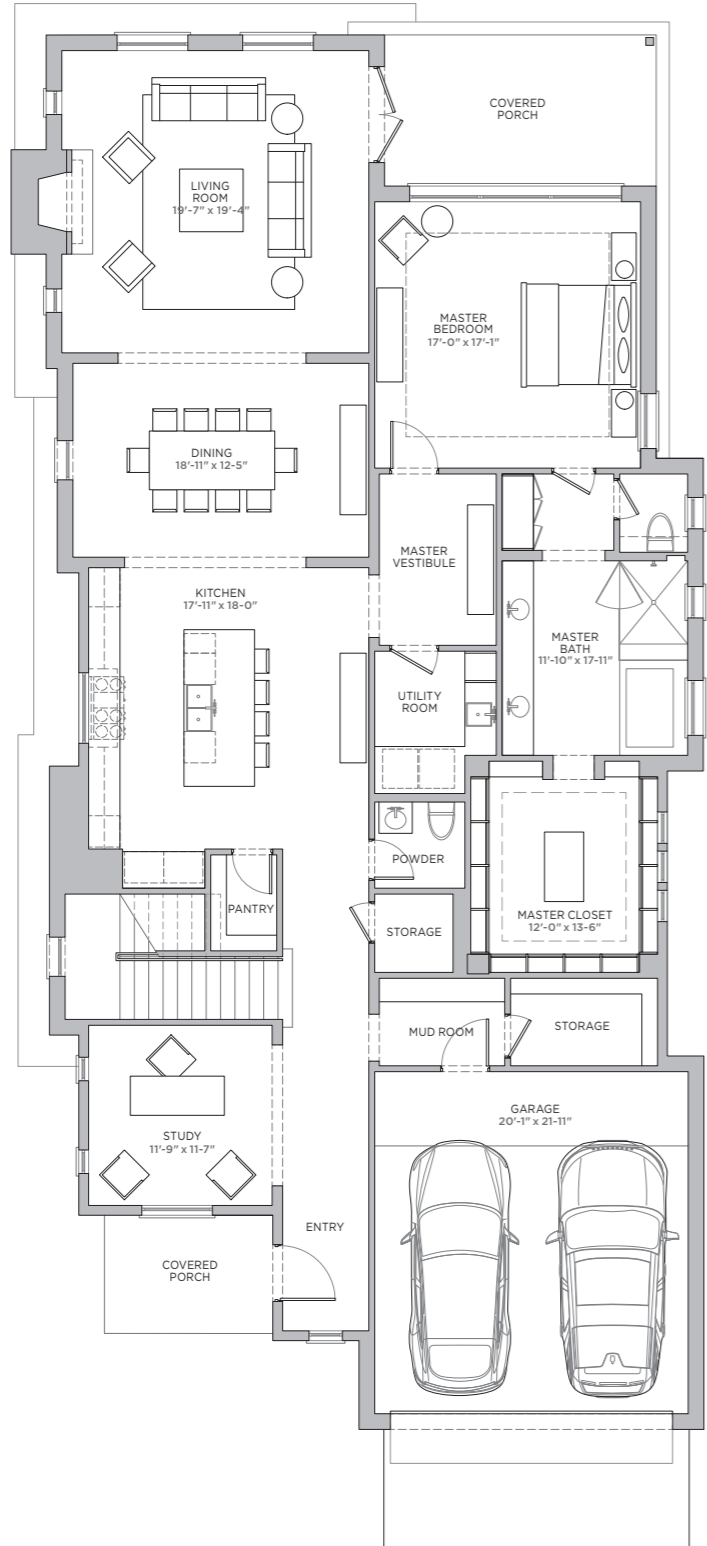 COVERED
PORCH
LIVING
ROOM
19'-7" x 19'-4"
MASTER
BEDROOM
17'-0" x 17'-1"
DINING
18'-11" x 12-5"
MASTER
VESTIBULE
KITCHEN
17'-11" x 18-0"
MASTER
BATH
11'-10" x 17-11"
UTILITY
ROOM
POWDER
PANTRY
STORAGE
MASTER CLOSET
12'-0" x 13-6"
MUD ROOM
STORAGE
GARAGE
20'-1" x 21-11"
STUDY
11'-9" x 11-7"
ENTRY
COVERED
PORCH